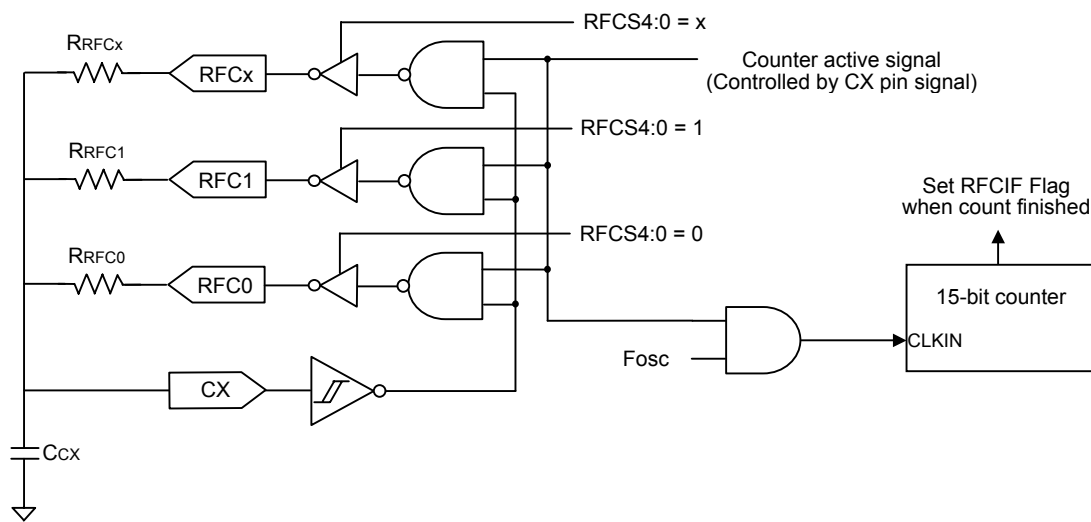 RRFCx
RFCx
RFCS4:0 = x
Counter active signal
(Controlled by CX pin signal)
RRFC1
RFC1
RFCS4:0 = 1
RRFC0
RFC0
RFCS4:0 = 0
Set RFCIF Flag
when count finished
15-bit counter
CLKIN
Fosc
CX
CCX